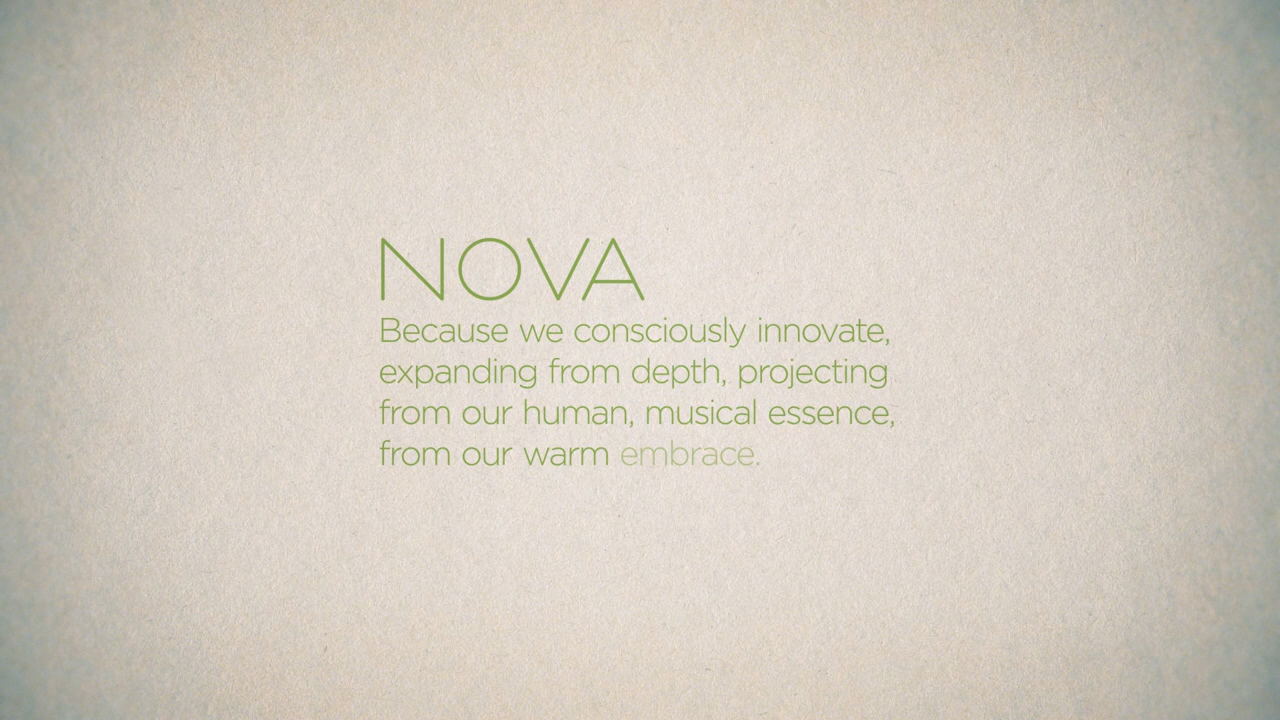 NOVA
Because we consciously innovate,
expanding from depth, projecting
from our human, musical essence,
from our warm embrace.